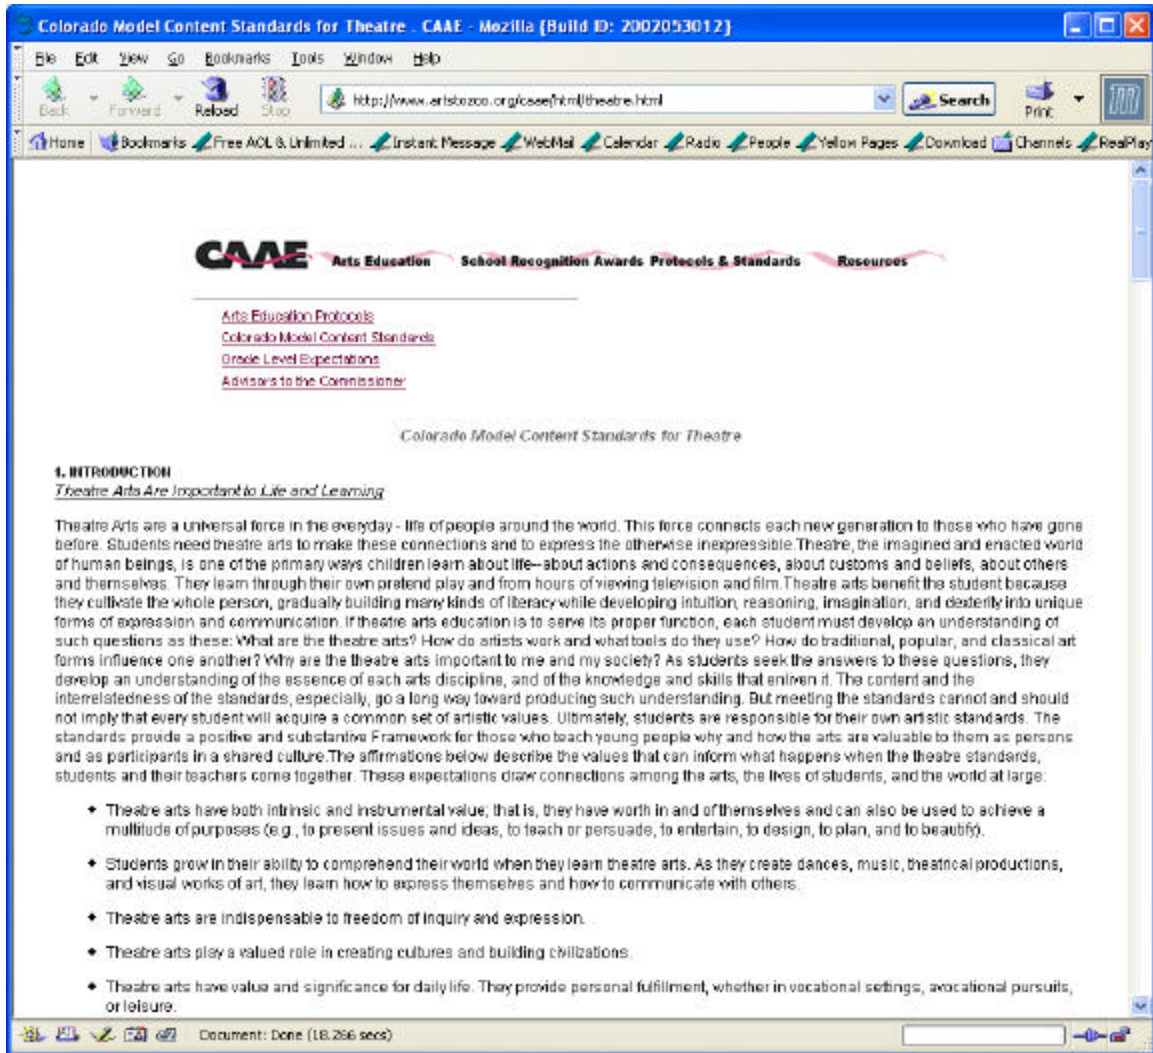 Colorado Model Content Standards for Theatre . CAAE - Mozilla {Build ID: 2002053012}
File Edit View Go Bookmarks Tools Window Help
Back Forward Reload Stop http://www.artstozoo.org/caae/html/theatre.html Search Print
Home Bookmarks Free AOL & Unlimited ... Instant Message WebMail Calendar Radio People Yellow Pages Download Channels RealPlay
CAAE Arts Education School Recognition Awards Protocols & Standards Resources
Arts Education Protocols
Colorado Model Content Standards
Grade Level Expectations
Advisors to the Commissioner
Colorado Model Content Standards for Theatre
1. INTRODUCTION
Theatre Arts Are Important to Life and Learning
Theatre Arts are a universal force in the everyday - life of people around the world. This force connects each new generation to those who have gone
before. Students need theatre arts to make these connections and to express the otherwise inexpressible.Theatre, the imagined and enacted world
of human beings, is one of the primary ways children learn about life--about actions and consequences, about customs and beliefs, about others
and themselves. They learn through their own pretend play and from hours of viewing television and film.Theatre arts benefit the student because
they cultivate the whole person, gradually building many kinds of literacy while developing intuition, reasoning, imagination, and dexterity into unique
forms of expression and communication. If theatre arts education is to serve its proper function, each student must develop an understanding of
such questions as these: What are the theatre arts? How do artists work and what tools do they use? How do traditional, popular, and classical art
forms influence one another? Why are the theatre arts important to me and my society? As students seek the answers to these questions, they
develop an understanding of the essence of each arts discipline, and of the knowledge and skills that enliven it. The content and the
interrelatedness of the standards, especially, go a long way toward producing such understanding. But meeting the standards cannot and should
not imply that every student will acquire a common set of artistic values. Ultimately, students are responsible for their own artistic standards. The
standards provide a positive and substantive Framework for those who teach young people why and how the arts are valuable to them as persons
and as participants in a shared culture.The affirmations below describe the values that can inform what happens when the theatre standards,
students and their teachers come together. These expectations draw connections among the arts, the lives of students, and the world at large:
Theatre arts have both intrinsic and instrumental value; that is, they have worth in and of themselves and can also be used to achieve a
multitude of purposes (e.g., to present issues and ideas, to teach or persuade, to entertain, to design, to plan, and to beautify).
Students grow in their ability to comprehend their world when they learn theatre arts. As they create dances, music, theatrical productions,
and visual works of art, they learn how to express themselves and how to communicate with others.
Theatre arts are indispensable to freedom of inquiry and expression.
Theatre arts play a valued role in creating cultures and building civilizations.
Theatre arts have value and significance for daily life. They provide personal fulfillment, whether in vocational settings, avocational pursuits,
or leisure.
Document: Done (18.266 secs)